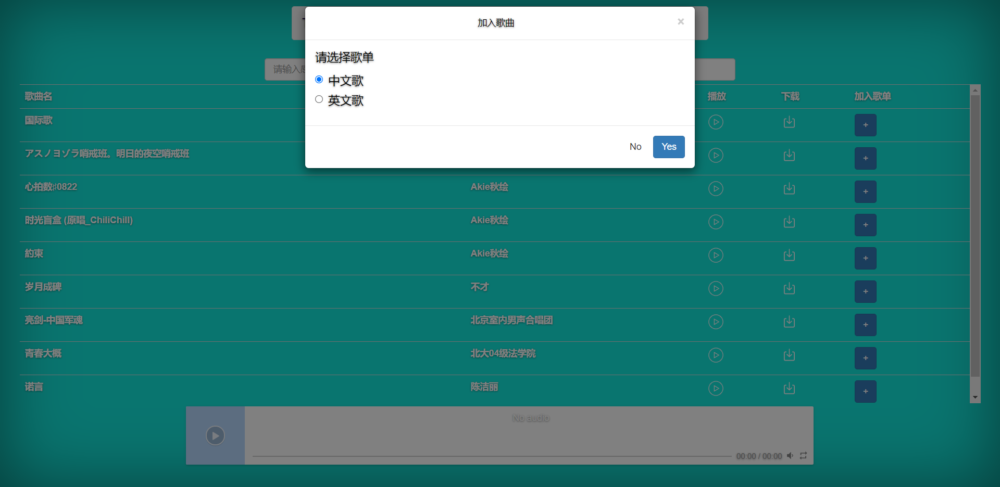 加入歌曲 ×
请选择歌单
中文歌
英文歌
No Yes
请输入
歌曲名 播放 下载 加入歌单
国际歌 +
アスノヨゾラ哨戒班。明日的夜空哨戒班 +
心拍数♯0822 Akie秋绘 +
时光盲盒 (原唱_ChiliChill) Akie秋绘 +
約束 Akie秋绘 +
岁月成碑 不才 +
亮剑-中国军魂 北京室内男声合唱团 +
青春大概 北大04级法学院 +
诺言 陈洁丽 +
No audio
00:00 / 00:00